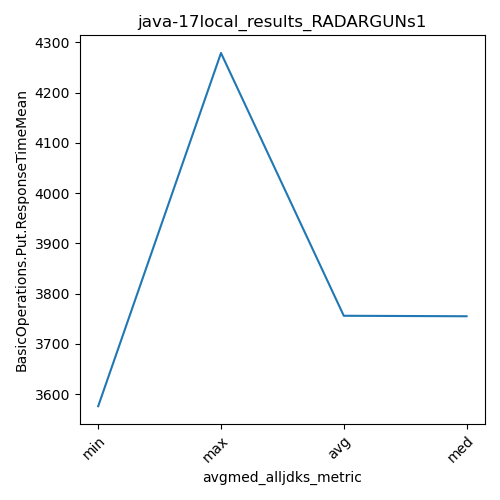 java-17local_results_RADARGUNs1
BasicOperations.Put.ResponseTimeMean
4300
4200
4100
4000
3900
3800
3700
3600
min
max
avg
med
avgmed_alljdks_metric